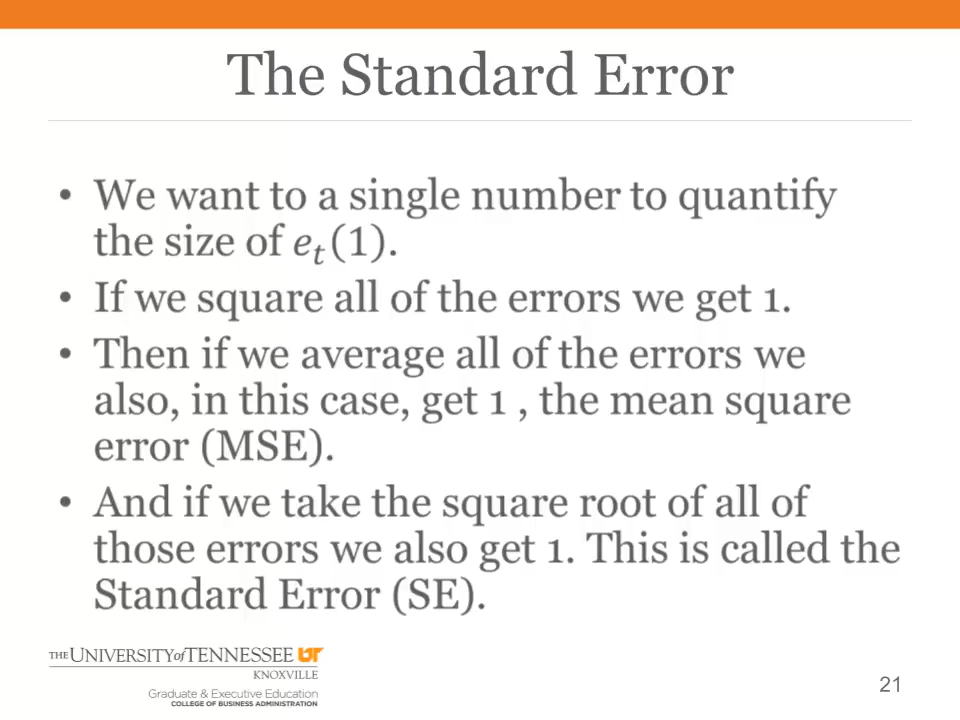 The Standard Error
• We want to a single number to quantify
the size of eₜ(1).
• If we square all of the errors we get 1.
• Then if we average all of the errors we
also, in this case, get 1 , the mean square
error (MSE).
• And if we take the square root of all of
those errors we also get 1. This is called the
Standard Error (SE).
THE UNIVERSITY of TENNESSEE UT
KNOXVILLE
Graduate & Executive Education
COLLEGE OF BUSINESS ADMINISTRATION
21